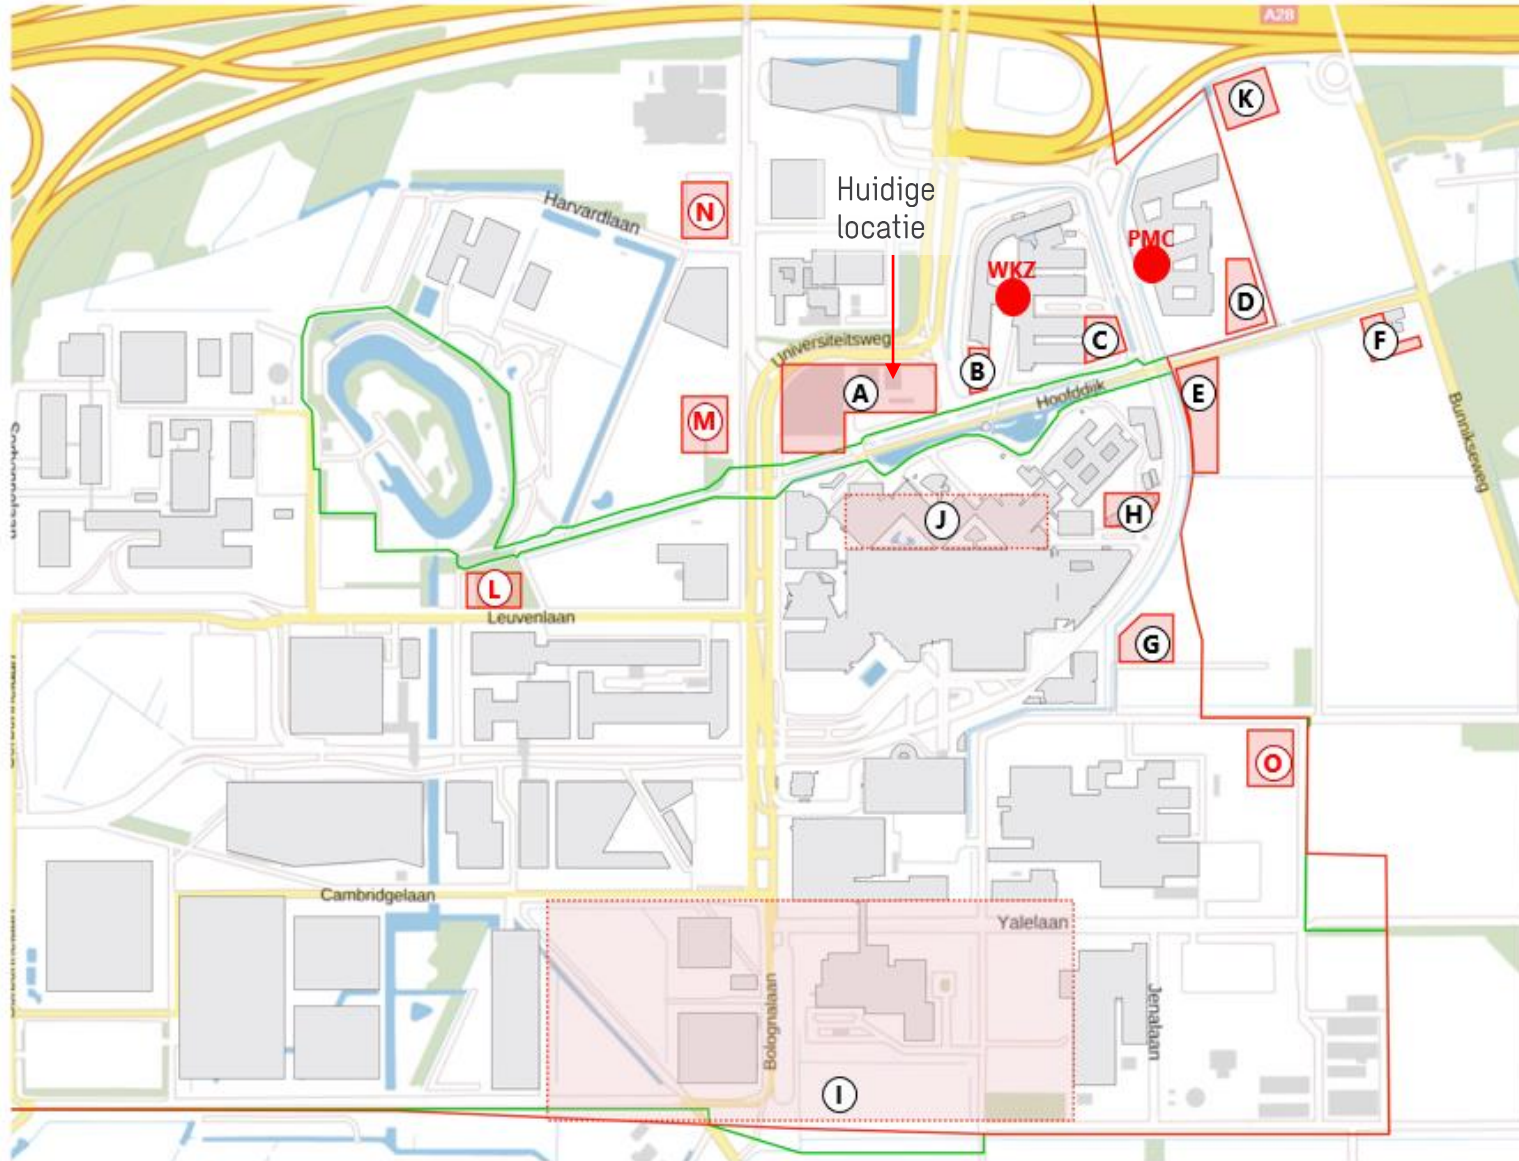 A28
K
Harvardlaan
N
Huidige
locatie
PMC
WKZ
D
C
F
Universiteitsweg
B
A
E
Hoofddijk
M
Bunnikseweg
J
H
L
Leuvenlaan
G
O
Cambridgelaan
Yalelaan
Bolognalaan
Jenalaan
I